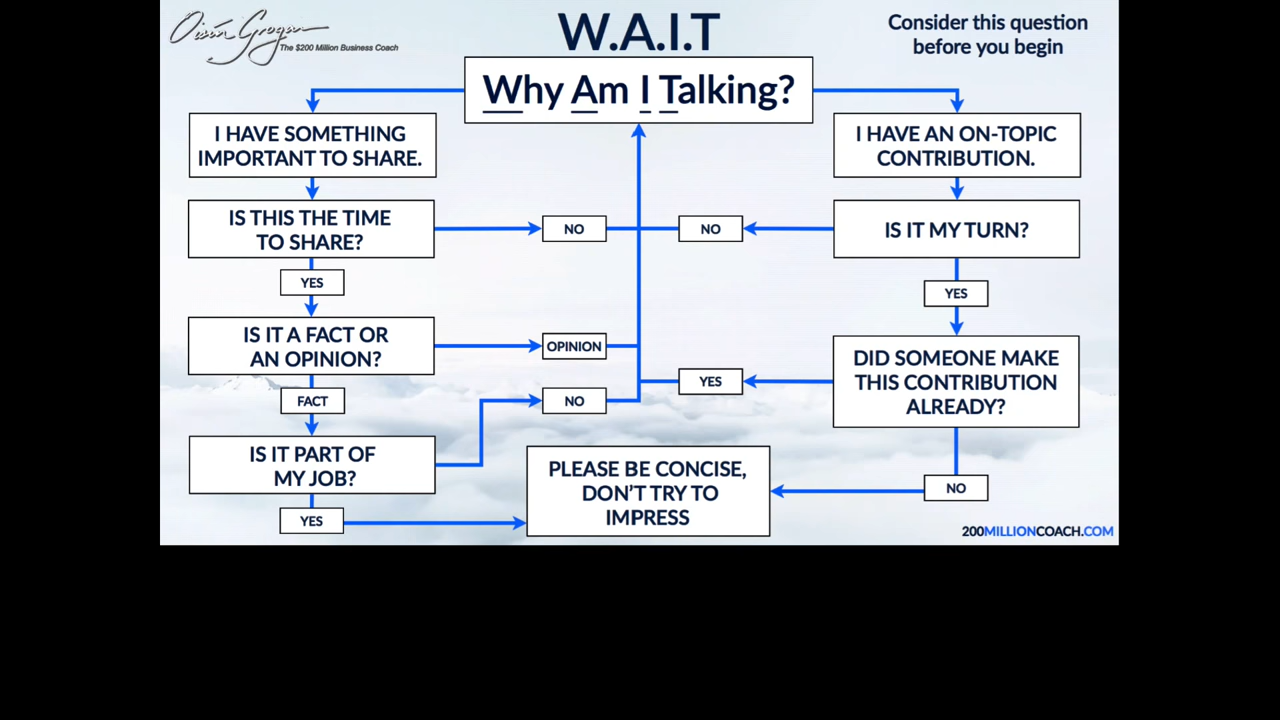 Oisín Grogan
The $200 Million Business Coach
W.A.I.T
Consider this question
before you begin
Why Am I Talking?
I HAVE SOMETHING
IMPORTANT TO SHARE.
I HAVE AN ON-TOPIC
CONTRIBUTION.
IS THIS THE TIME
TO SHARE?
NO
NO
IS IT MY TURN?
YES
YES
IS IT A FACT OR
AN OPINION?
OPINION
DID SOMEONE MAKE
THIS CONTRIBUTION
ALREADY?
YES
FACT
NO
IS IT PART OF
MY JOB?
PLEASE BE CONCISE,
DON'T TRY TO
IMPRESS
NO
YES
200MILLIONCOACH.COM